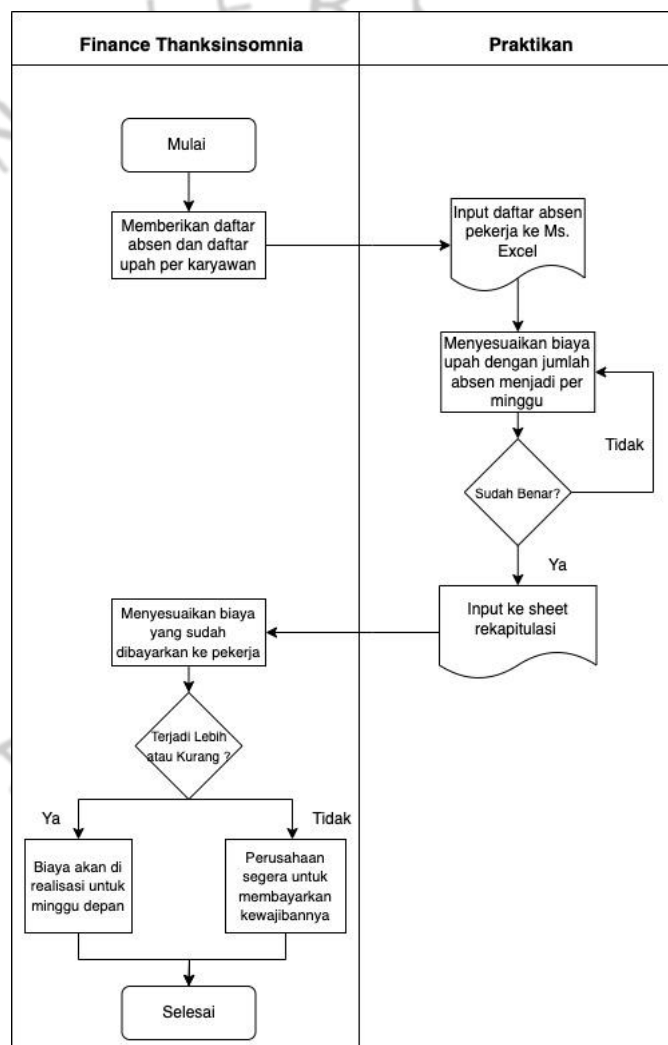 Finance Thanksinsomnia
Praktikan
Mulai
Memberikan daftar
absen dan daftar
upah per karyawan
Input daftar absen
pekerja ke Ms.
Excel
Menyesuaikan biaya
upah dengan jumlah
absen menjadi per
minggu
Tidak
Sudah Benar?
Ya
Input ke sheet
rekapitulasi
Menyesuaikan biaya
yang sudah
dibayarkan ke pekerja
Terjadi Lebih
atau Kurang ?
Ya
Tidak
Biaya akan di
realisasi untuk
minggu depan
Perusahaan
segera untuk
membayarkan
kewajibannya
Selesai